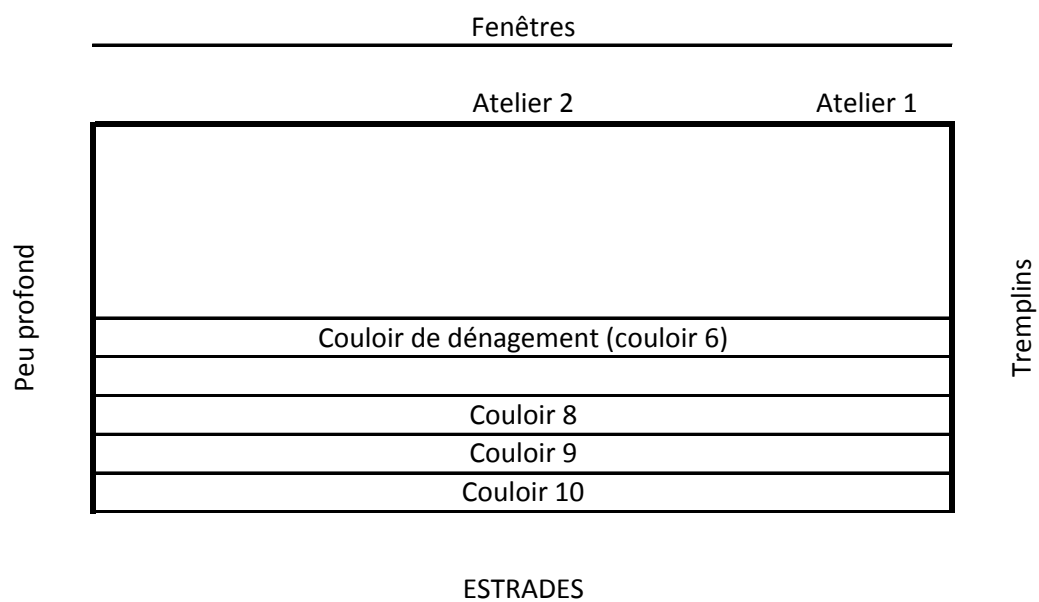 Fenêtres
Atelier 2
Atelier 1
Peu profond
Tremplins
Couloir de dénagement (couloir 6)
Couloir 8
Couloir 9
Couloir 10
ESTRADES